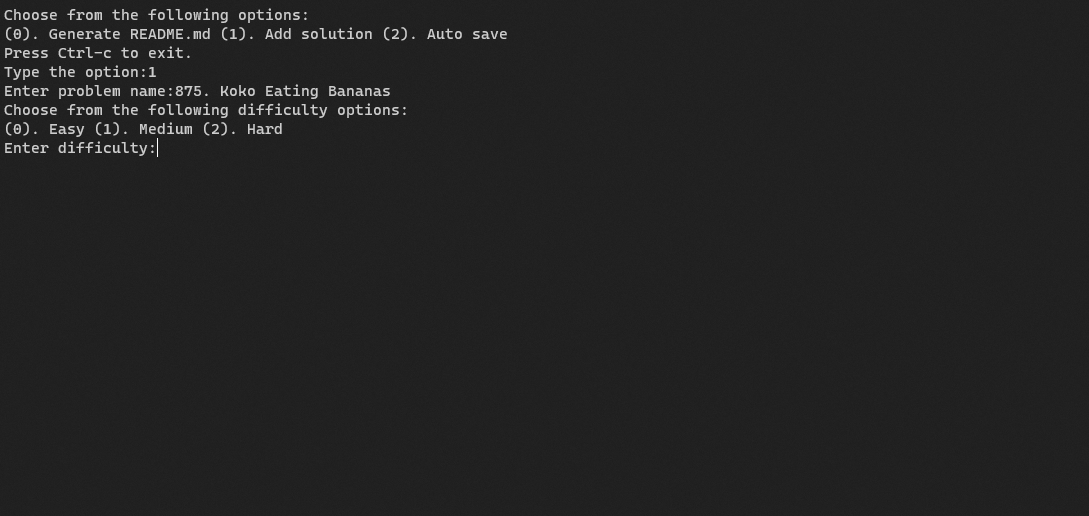 Choose from the following options:
(0). Generate README.md (1). Add solution (2). Auto save
Press Ctrl-c to exit.
Type the option:1
Enter problem name:875. Koko Eating Bananas
Choose from the following difficulty options:
(0). Easy (1). Medium (2). Hard
Enter difficulty: